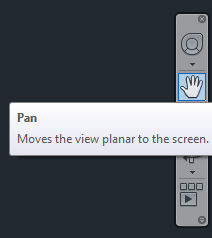 Pan
Moves the view planar to the screen.